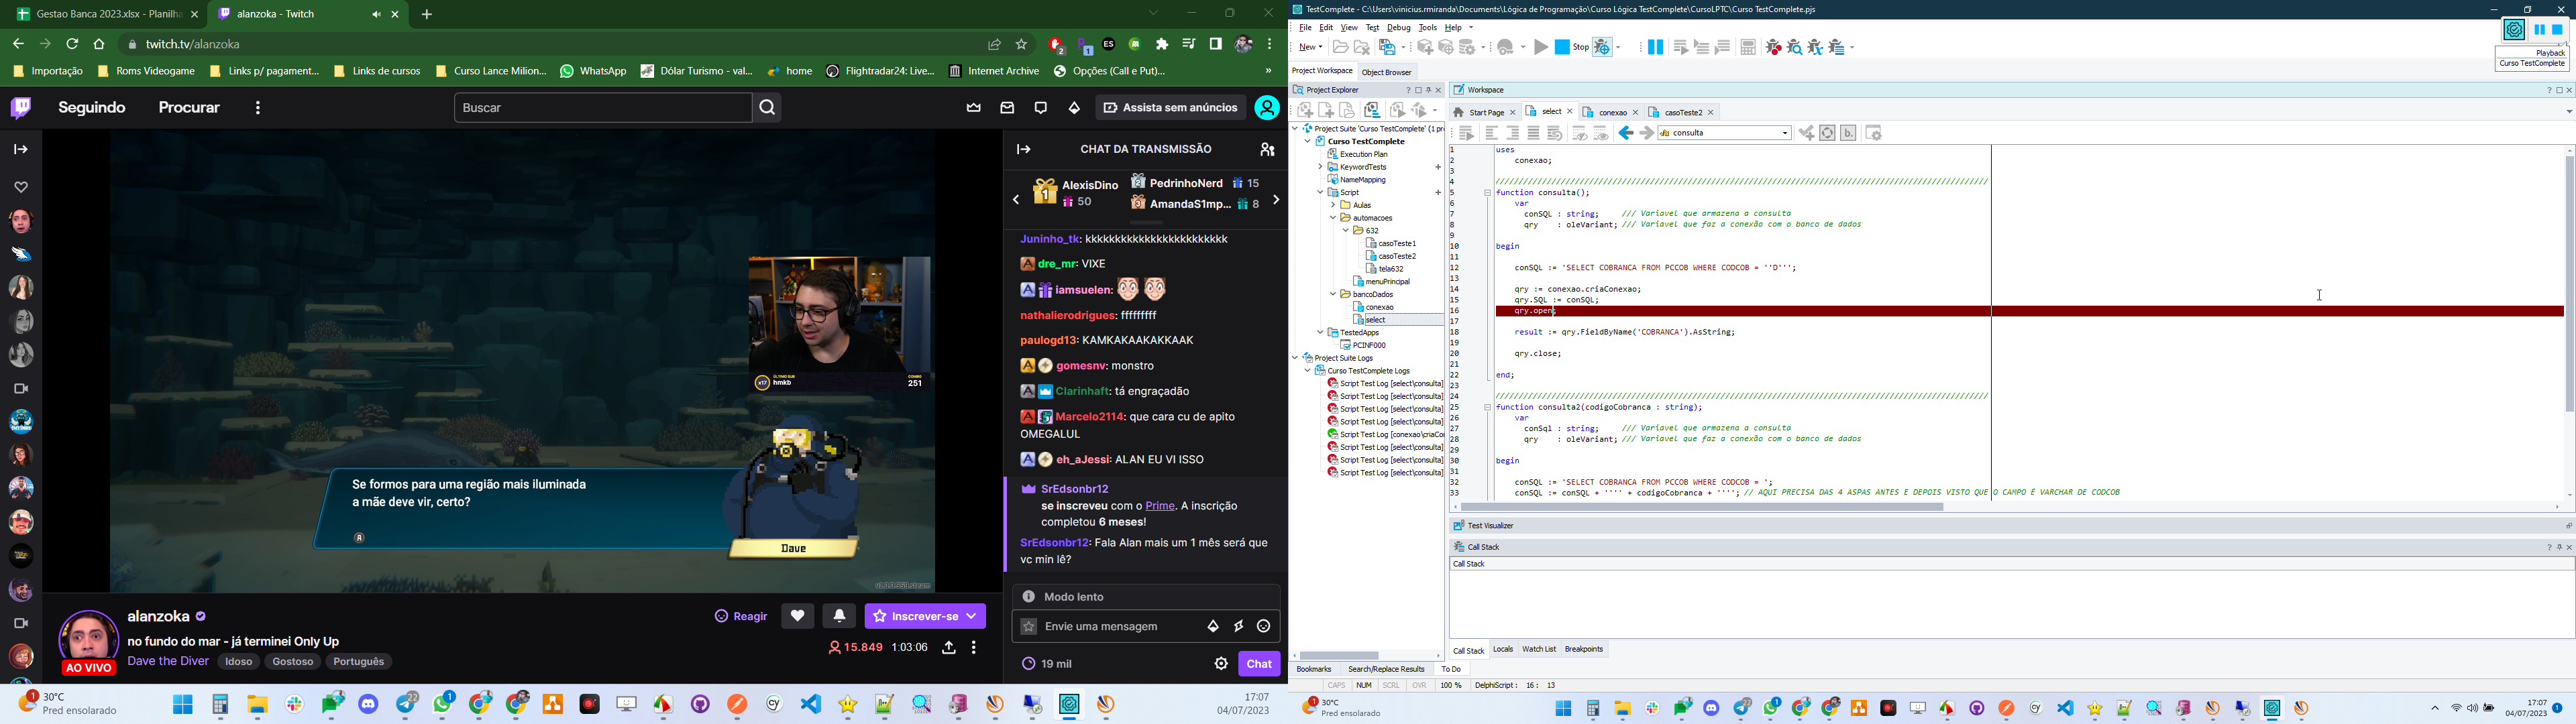 Gestao Banca 2023.xlsx - Planilha
alanzoka - Twitch
twitch.tv/alanzoka
Importação
Roms Videogame
Links p/ pagament...
Links de cursos
Curso Lance Milion...
WhatsApp
Dólar Turismo - val...
home
Flightradar24: Live...
Internet Archive
Opções (Call e Put)...
Seguindo
Procurar
Buscar
Assista sem anúncios
CHAT DA TRANSMISSÃO
AlexisDino
50
PedrinhoNerd 15
AmandaS1mp... 8
Juninho_tk: kkkkkkkkkkkkkkkkkkkkkkkk
dre_mr: VIXE
iamsuelen:
nathalierodrigues: fffffffff
paulogd13: KAMKAKAAKAKKAAK
gomesnv: monstro
Clarinhaft: tá engraçadão
Marcelo2114: que cara cu de apito
OMEGALUL
eh_aJessi: ALAN EU VI ISSO
SrEdsonbr12
se inscreveu com o Prime. A inscrição
completou 6 meses!
SrEdsonbr12: Fala Alan mais um 1 mês será que
vc min lê?
Modo lento
Envie uma mensagem
19 mil
Chat
x17
hmkb
251
Se formos para uma região mais iluminada
a mãe deve vir, certo?
A
Dave
alanzoka
no fundo do mar - já terminei Only Up
Dave the Diver Idoso Gostoso Português
AO VIVO
Reagir
Inscrever-se
15.849 1:03:06
30°C
Pred ensolarado
17:07
04/07/2023
TestComplete - C:\Users\vinicius.rmiranda\Documents\Lógica de Programação\Curso Lógica TestComplete\CursoLPTC\Curso TestComplete.pjs
File Edit View Test Debug Tools Help
New
Stop
Playback
Curso TestComplete
Project Workspace
Object Browser
Project Explorer
Project Suite 'Curso TestComplete' (1 pr
Curso TestComplete
Execution Plan
KeywordTests
NameMapping
Script
Aulas
automacoes
632
casoTeste1
casoTeste2
tela632
menuPrincipal
bancoDados
conexao
select
TestedApps
PCINF000
Project Suite Logs
Curso TestComplete Logs
Script Test Log [select\consulta]
Script Test Log [select\consulta]
Script Test Log [select\consulta]
Script Test Log [select\consulta]
Script Test Log [conexao\criaCo
Script Test Log [select\consulta]
Script Test Log [select\consulta]
Script Test Log [select\consulta]
Workspace
Start Page
select
conexao
casoTeste2
consulta
1 uses
2 conexao;
3
4 ////////////////////////////////////////////////////////////////////////////////////////////////////////
5 function consulta();
6 var
7 conSQL : string; /// Variavel que armazena a consulta
8 qry : oleVariant; /// Variavel que faz a conexão com o banco de dados
9
10 begin
11
12 conSQL := 'SELECT COBRANCA FROM PCCOB WHERE CODCOB = ''D''';
13
14 qry := conexao.criaConexao;
15 qry.SQL := conSQL;
16 qry.open;
17
18 result := qry.FieldByName('COBRANCA').AsString;
19
20 qry.close;
21
22 end;
23
24 ////////////////////////////////////////////////////////////////////////////////////////////////////////
25 function consulta2(codigoCobranca : string);
26 var
27 conSql : string; /// Variavel que armazena a consulta
28 qry : oleVariant; /// Variavel que faz a conexão com o banco de dados
29
30 begin
31
32 conSQL := 'SELECT COBRANCA FROM PCCOB WHERE CODCOB = ';
33 conSQL := conSQL + '''' + codigoCobranca + ''''; // AQUI PRECISA DAS 4 ASPAS ANTES E DEPOIS VISTO QUE O CAMPO É VARCHAR DE CODCOB
Test Visualizer
Call Stack
Call Stack
Call Stack Locals Watch List Breakpoints
Bookmarks Search/Replace Results To Do
CAPS NUM SCRL OVR 100 % DelphiScript : 16 : 13
30°C
Pred ensolarado
17:07
04/07/2023